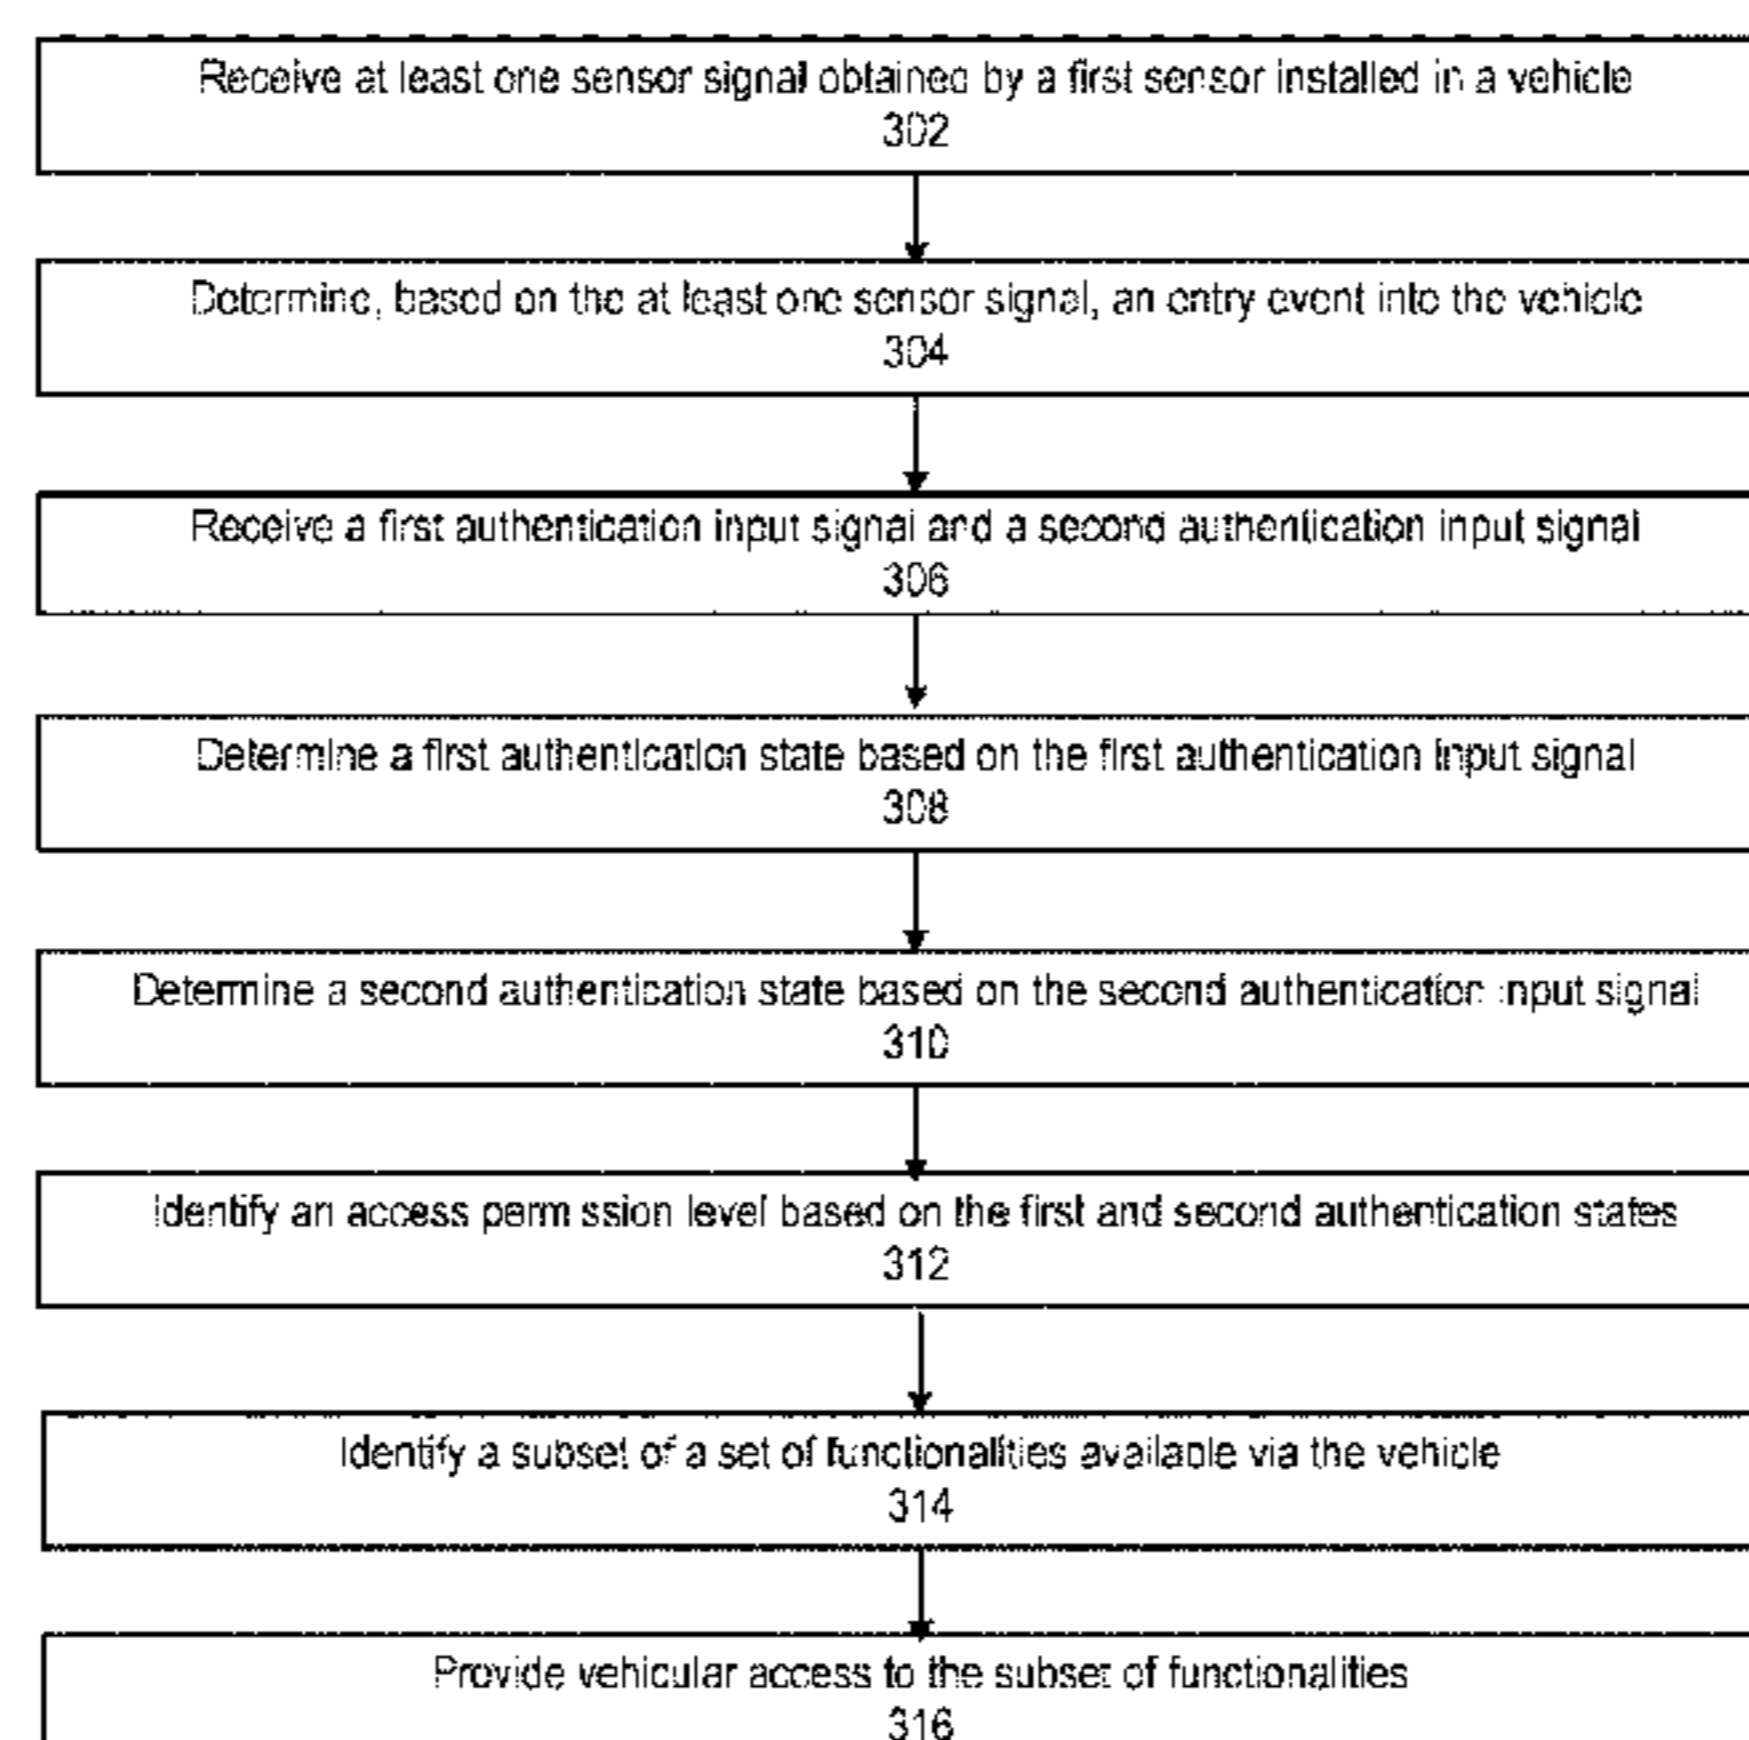 Receive at least one sensor signal obtained by a first sensor installed in a vehicle
302
Determine, based on the at least one sensor signal, an entry event into the vehicle
304
Receive a first authentication input signal and a second authentication input signal
306
Determine a first authentication state based on the first authentication input signal
308
Determine a second authentication state based on the second authentication input signal
310
Identify an access permission level based on the first and second authentication states
312
Identify a subset of a set of functionalities available via the vehicle
314
Provide vehicular access to the subset of functionalities
316